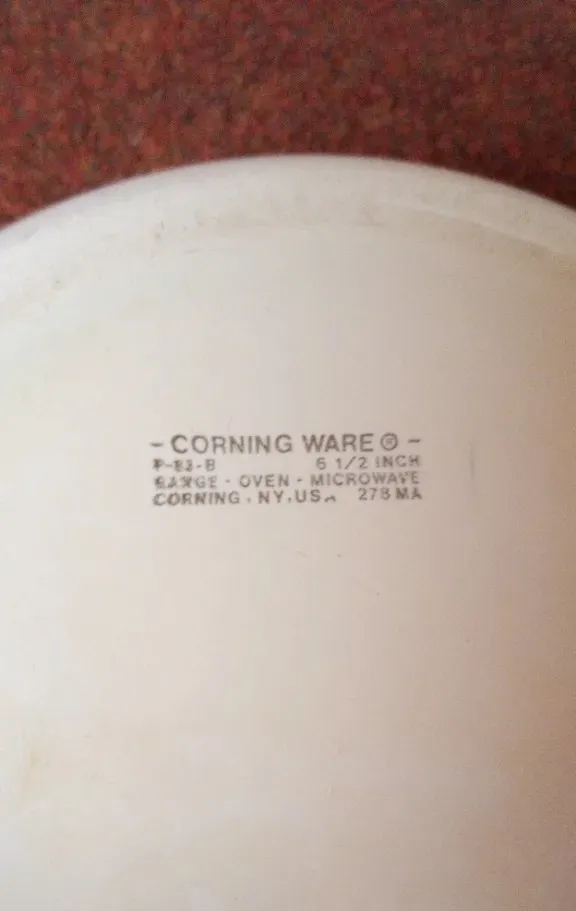 - CORNING WARE ® -
P-83-B 6 1/2 INCH
RANGE - OVEN - MICROWAVE
CORNING, NY, USA 278 MA